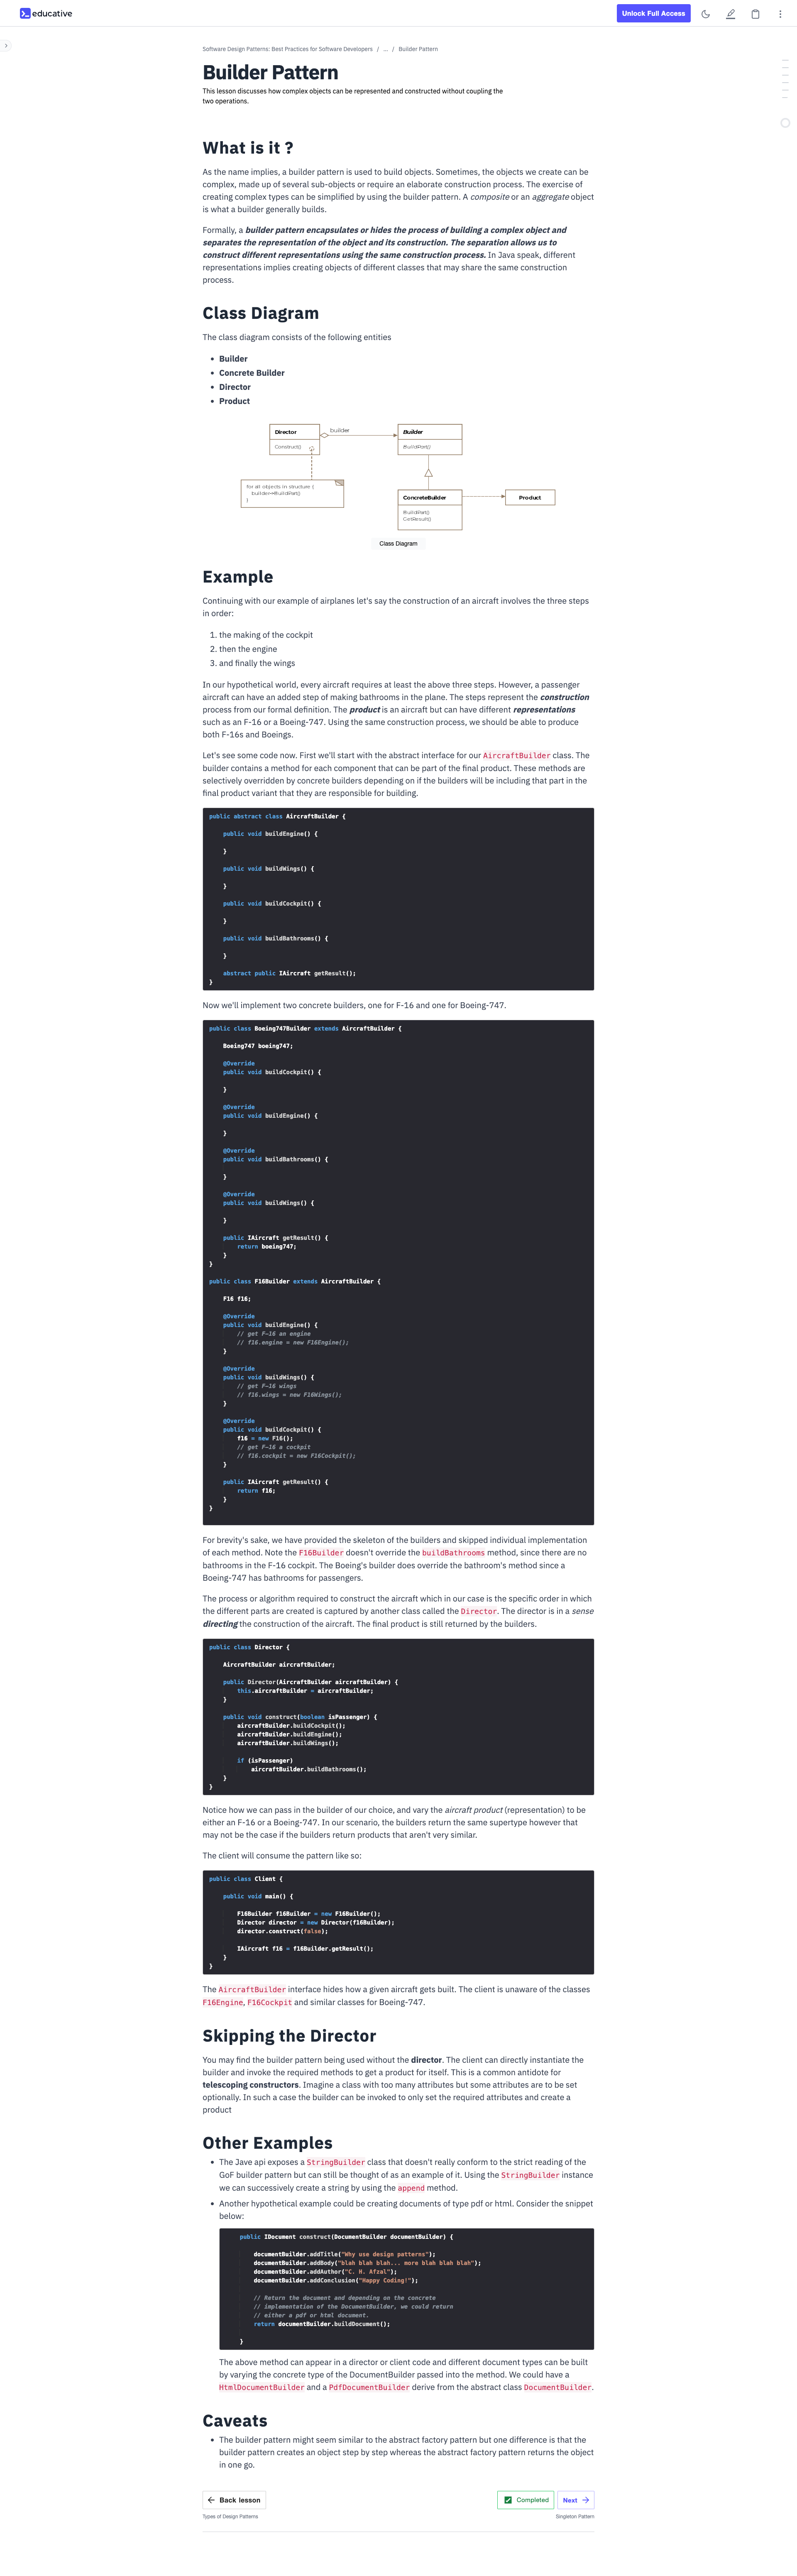 educative
Unlock Full Access
Software Design Patterns: Best Practices for Software Developers / ... / Builder Pattern
Builder Pattern
This lesson discusses how complex objects can be represented and constructed without coupling the
two operations.
What is it ?
As the name implies, a builder pattern is used to build objects. Sometimes, the objects we create can be
complex, made up of several sub-objects or require an elaborate construction process. The exercise of
creating complex types can be simplified by using the builder pattern. A composite or an aggregate object
is what a builder generally builds.
Formally, a builder pattern encapsulates or hides the process of building a complex object and
separates the representation of the object and its construction. The separation allows us to
construct different representations using the same construction process. In Java speak, different
representations implies creating objects of different classes that may share the same construction
process.
Class Diagram
The class diagram consists of the following entities
• Builder
• Concrete Builder
• Director
• Product
Director
Construct()
builder
Builder
BuildPart()
for all objects in structure {
builder->BuildPart()
}
ConcreteBuilder
BuildPart()
GetResult()
Product
Class Diagram
Example
Continuing with our example of airplanes let's say the construction of an aircraft involves the three steps
in order:
1. the making of the cockpit
2. then the engine
3. and finally the wings
In our hypothetical world, every aircraft requires at least the above three steps. However, a passenger
aircraft can have an added step of making bathrooms in the plane. The steps represent the construction
process from our formal definition. The product is an aircraft but can have different representations
such as an F-16 or a Boeing-747. Using the same construction process, we should be able to produce
both F-16s and Boeings.
Let's see some code now. First we'll start with the abstract interface for our AircraftBuilder class. The
builder contains a method for each component that can be part of the final product. These methods are
selectively overridden by concrete builders depending on if the builders will be including that part in the
final product variant that they are responsible for building.
public abstract class AircraftBuilder {
public void buildEngine() {
}
public void buildWings() {
}
public void buildCockpit() {
}
public void buildBathrooms() {
}
abstract public IAircraft getResult();
}
Now we'll implement two concrete builders, one for F-16 and one for Boeing-747.
public class Boeing747Builder extends AircraftBuilder {
Boeing747 boeing747;
@Override
public void buildCockpit() {
}
@Override
public void buildEngine() {
}
@Override
public void buildBathrooms() {
}
@Override
public void buildWings() {
}
public IAircraft getResult() {
return boeing747;
}
}
public class F16Builder extends AircraftBuilder {
F16 f16;
@Override
public void buildEngine() {
// get F-16 an engine
// f16.engine = new F16Engine();
}
@Override
public void buildWings() {
// get F-16 wings
// f16.wings = new F16Wings();
}
@Override
public void buildCockpit() {
f16 = new F16();
// get F-16 a cockpit
// f16.cockpit = new F16Cockpit();
}
public IAircraft getResult() {
return f16;
}
}
For brevity's sake, we have provided the skeleton of the builders and skipped individual implementation
of each method. Note the F16Builder doesn't override the buildBathrooms method, since there are no
bathrooms in the F-16 cockpit. The Boeing's builder does override the bathroom's method since a
Boeing-747 has bathrooms for passengers.
The process or algorithm required to construct the aircraft which in our case is the specific order in which
the different parts are created is captured by another class called the Director. The director is in a sense
directing the construction of the aircraft. The final product is still returned by the builders.
public class Director {
AircraftBuilder aircraftBuilder;
public Director(AircraftBuilder aircraftBuilder) {
this.aircraftBuilder = aircraftBuilder;
}
public void construct(boolean isPassenger) {
aircraftBuilder.buildCockpit();
aircraftBuilder.buildEngine();
aircraftBuilder.buildWings();
if (isPassenger)
aircraftBuilder.buildBathrooms();
}
}
Notice how we can pass in the builder of our choice, and vary the aircraft product (representation) to be
either an F-16 or a Boeing-747. In our scenario, the builders return the same supertype however that
may not be the case if the builders return products that aren't very similar.
The client will consume the pattern like so:
public class Client {
public void main() {
F16Builder f16Builder = new F16Builder();
Director director = new Director(f16Builder);
director.construct(false);
IAircraft f16 = f16Builder.getResult();
}
}
The AircraftBuilder interface hides how a given aircraft gets built. The client is unaware of the classes
F16Engine, F16Cockpit and similar classes for Boeing-747.
Skipping the Director
You may find the builder pattern being used without the director. The client can directly instantiate the
builder and invoke the required methods to get a product for itself. This is a common antidote for
telescoping constructors. Imagine a class with too many attributes but some attributes are to be set
optionally. In such a case the builder can be invoked to only set the required attributes and create a
product
Other Examples
• The Jave api exposes a StringBuilder class that doesn't really conform to the strict reading of the
GoF builder pattern but can still be thought of as an example of it. Using the StringBuilder instance
we can successively create a string by using the append method.
• Another hypothetical example could be creating documents of type pdf or html. Consider the snippet
below:
public IDocument construct(DocumentBuilder documentBuilder) {
documentBuilder.addTitle("Why use design patterns");
documentBuilder.addBody("blah blah blah... more blah blah blah");
documentBuilder.addAuthor("C. H. Afzal");
documentBuilder.addConclusion("Happy Coding!");
// Return the document and depending on the concrete
// implementation of the DocumentBuilder, we could return
// either a pdf or html document.
return documentBuilder.buildDocument();
}
The above method can appear in a director or client code and different document types can be built
by varying the concrete type of the DocumentBuilder passed into the method. We could have a
HtmlDocumentBuilder and a PdfDocumentBuilder derive from the abstract class DocumentBuilder.
Caveats
• The builder pattern might seem similar to the abstract factory pattern but one difference is that the
builder pattern creates an object step by step whereas the abstract factory pattern returns the object
in one go.
Back lesson
Completed
Next
Types of Design Patterns
Singleton Pattern